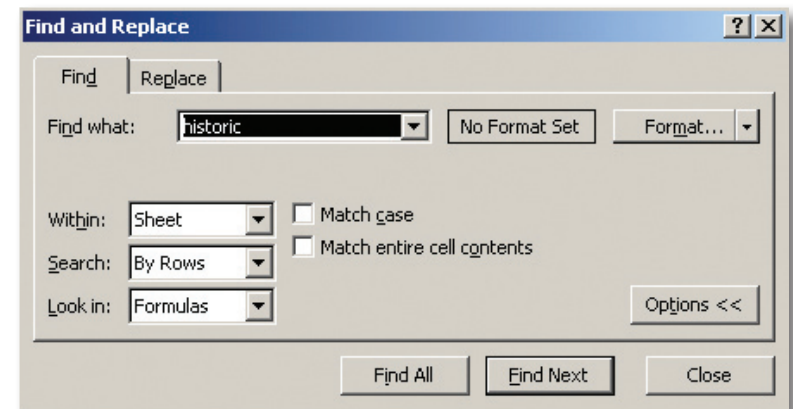 Find and Replace
Find Replace
Find what: historic No Format Set Format...
Within: Sheet Match case
Match entire cell contents
Search: By Rows
Look in: Formulas Options <<
Find All Find Next Close